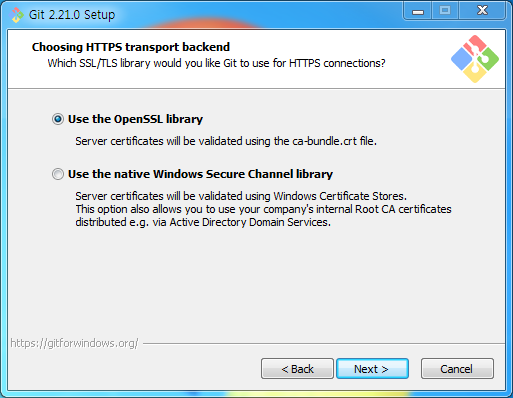 Git 2.21.0 Setup
Choosing HTTPS transport backend
Which SSL/TLS library would you like Git to use for HTTPS connections?
Use the OpenSSL library
Server certificates will be validated using the ca-bundle.crt file.
Use the native Windows Secure Channel library
Server certificates will be validated using Windows Certificate Stores.
This option also allows you to use your company's internal Root CA certificates
distributed e.g. via Active Directory Domain Services.
https://gitforwindows.org/
< Back
Next >
Cancel